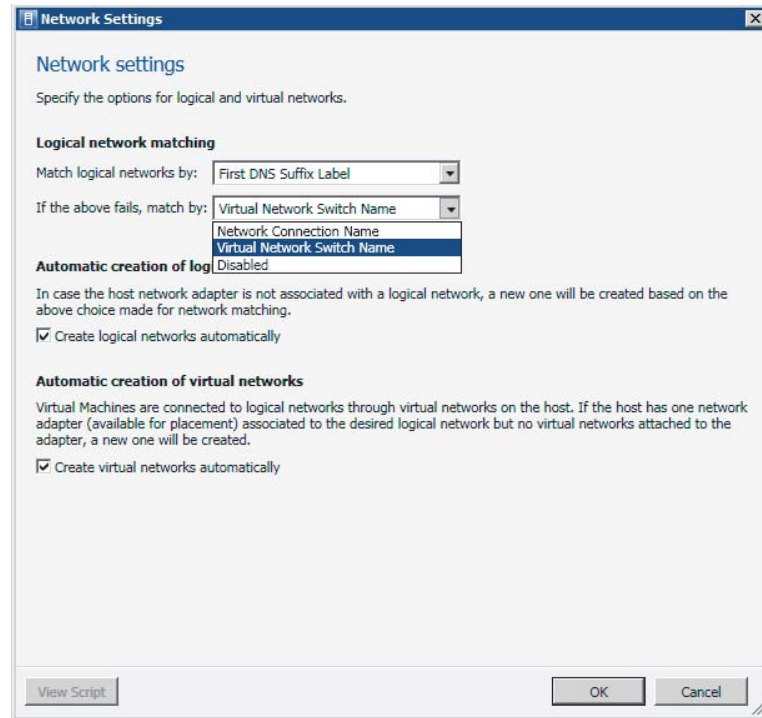 Network Settings
Network settings
Specify the options for logical and virtual networks.
Logical network matching
Match logical networks by: First DNS Suffix Label
If the above fails, match by: Virtual Network Switch Name
Network Connection Name
Virtual Network Switch Name
Disabled
Automatic creation of log
In case the host network adapter is not associated with a logical network, a new one will be created based on the
above choice made for network matching.
Create logical networks automatically
Automatic creation of virtual networks
Virtual Machines are connected to logical networks through virtual networks on the host. If the host has one network
adapter (available for placement) associated to the desired logical network but no virtual networks attached to the
adapter, a new one will be created.
Create virtual networks automatically
View Script OK Cancel